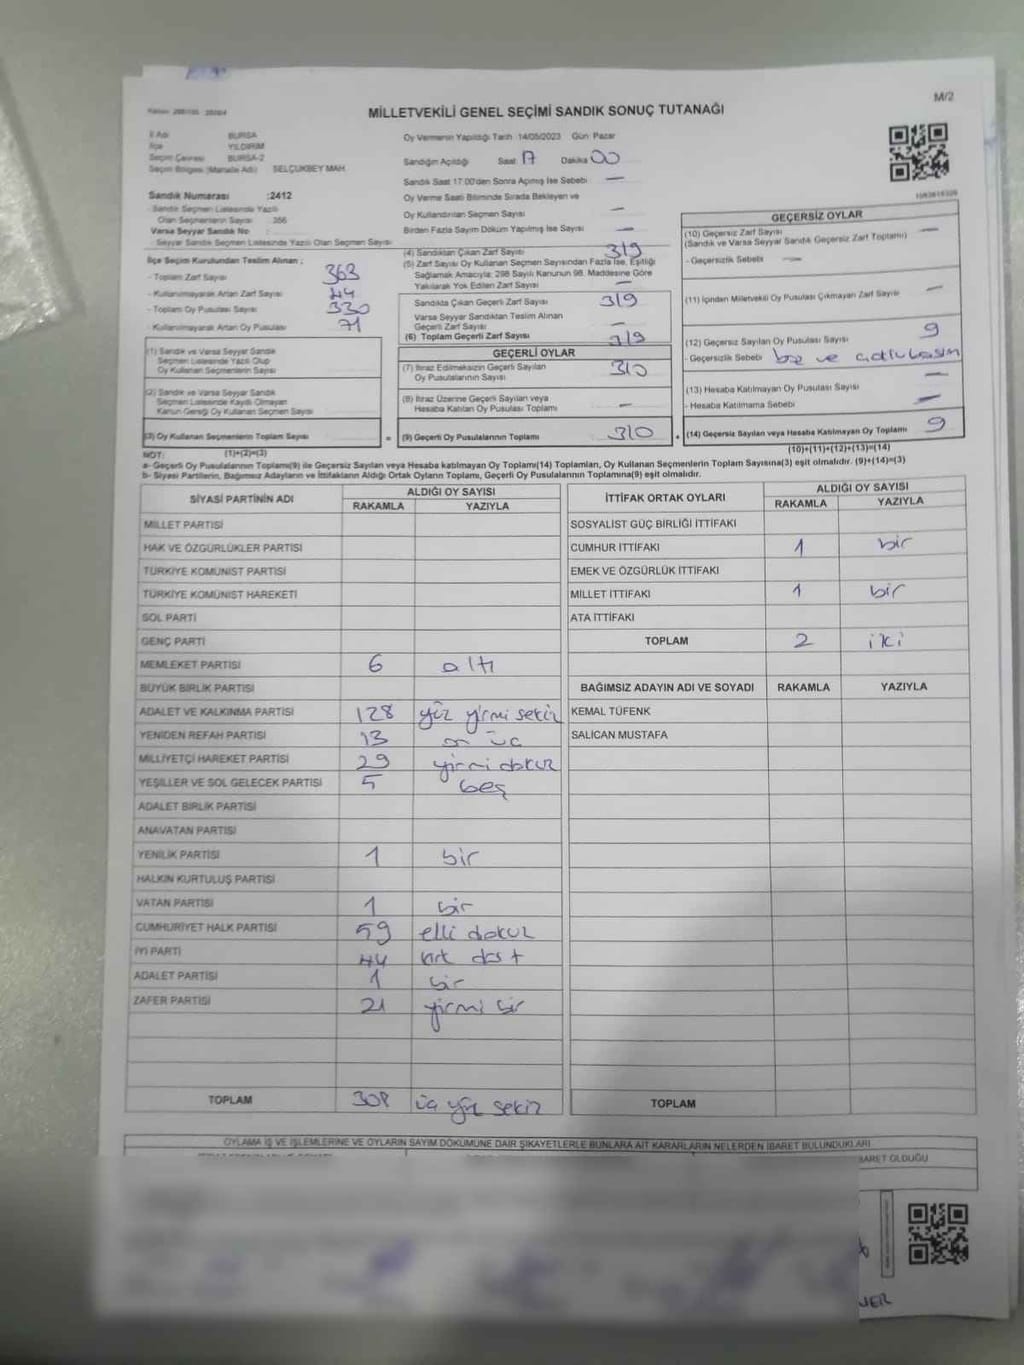 M/2
MİLLETVEKİLİ GENEL SEÇİMİ SANDIK SONUÇ TUTANAĞI
İl Adı BURSA
İlçe YILDIRIM
Seçim Çevresi BURSA-2
Seçim Bölgesi (Mahalle Adı) SELÇUKBEY MAH.
Oy Vermenin Yapıldığı Tarih 14/05/2023 Gün: Pazar
Sandığın Açıldığı Saat 17 Dakika 00
Sandık Saat 17.00'den Sonra Açılmış İse Sebebi —
Oy Verme Saati Bitiminde Sırada Bekleyen ve
Oy Kullandırılan Seçmen Sayısı —
Birden Fazla Sayım Döküm Yapılmış İse Sayısı —
Sandık Numarası :2412
Sandık Seçmen Listesinde Yazılı
Olan Seçmenlerin Sayısı 356
Varsa Seyyar Sandık No :
- Seyyar Sandık Seçmen Listesinde Yazılı Olan Seçmen Sayısı
İlçe Seçim Kurulundan Teslim Alınan ;
- Toplam Zarf Sayısı 363
- Kullanılmayarak Artan Zarf Sayısı 44
- Toplam Oy Pusulası Sayısı 330
- Kullanılmayarak Artan Oy Pusulası 71
(4) Sandıktan Çıkan Zarf Sayısı 319
(5) Zarf Sayısı Oy Kullanan Seçmen Sayısından Fazla İse, Eşitliği
Sağlamak Amacıyla; 298 Sayılı Kanunun 98. Maddesine Göre
Yakılarak Yok Edilen Zarf Sayısı —
Sandıkta Çıkan Geçerli Zarf Sayısı 319
Varsa Seyyar Sandıktan Teslim Alınan
Geçerli Zarf Sayısı —
(6) Toplam Geçerli Zarf Sayısı 319
GEÇERLİ OYLAR
(7) İtiraz Edilmeksizin Geçerli Sayılan
Oy Pusulalarının Sayısı 310
(8) İtiraz Üzerine Geçerli Sayılan veya
Hesaba Katılan Oy Pusulası Toplamı —
(9) Geçerli Oy Pusulalarının Toplamı 310
(1) Sandık ve Varsa Seyyar Sandık
Seçmen Listesinde Yazılı Olup
Oy Kullanan Seçmenlerin Sayısı
(2) Sandık ve Varsa Seyyar Sandık
Seçmen Listesinde Kayıtlı Olmayan
Kanun Gereği Oy Kullanan Seçmen Sayısı
(3) Oy Kullanan Seçmenlerin Toplam Sayısı =
(1)+(2)=(3)
GEÇERSİZ OYLAR
(10) Geçersiz Zarf Sayısı —
(Sandık ve Varsa Seyyar Sandık Geçersiz Zarf Toplamı)
- Geçersizlik Sebebi —
(11) İçinden Milletvekili Oy Pusulası Çıkmayan Zarf Sayısı —
(12) Geçersiz Sayılan Oy Pusulası Sayısı 9
- Geçersizlik Sebebi
(13) Hesaba Katılmayan Oy Pusulası Sayısı —
- Hesaba Katılmama Sebebi —
+ (14) Geçersiz Sayılan veya Hesaba Katılmayan Oy Toplamı 9
(10)+(11)+(12)+(13)=(14)
NOT:
a- Geçerli Oy Pusulalarının Toplamı(9) ile Geçersiz Sayılan veya Hesaba katılmayan Oy Toplamı(14) Toplamları, Oy Kullanan Seçmenlerin Toplam Sayısına(3) eşit olmalıdır. (9)+(14)=(3)
b- Siyasi Partilerin, Bağımsız Adayların ve İttifakların Aldığı Ortak Oyların Toplamı, Geçerli Oy Pusulalarının Toplamına(9) eşit olmalıdır.
SİYASİ PARTİNİN ADI ALDIĞI OY SAYISI
RAKAMLA YAZIYLA
MİLLET PARTİSİ
HAK VE ÖZGÜRLÜKLER PARTİSİ
TÜRKİYE KOMÜNİST PARTİSİ
TÜRKİYE KOMÜNİST HAREKETİ
SOL PARTİ
GENÇ PARTİ
MEMLEKET PARTİSİ 6 altı
BÜYÜK BİRLİK PARTİSİ
ADALET VE KALKINMA PARTİSİ 128 yüz yirmi sekiz
YENİDEN REFAH PARTİSİ 13 on üç
MİLLİYETÇİ HAREKET PARTİSİ 29 yirmi dokuz
YEŞİLLER VE SOL GELECEK PARTİSİ 5 beş
ADALET BİRLİK PARTİSİ
ANAVATAN PARTİSİ
YENİLİK PARTİSİ 1 bir
HALKIN KURTULUŞ PARTİSİ
VATAN PARTİSİ 1 bir
CUMHURİYET HALK PARTİSİ 59 elli dokuz
İYİ PARTİ 44 kırk dört
ADALET PARTİSİ 1 bir
ZAFER PARTİSİ 21 yirmi bir
TOPLAM 308 üç yüz sekiz
İTTİFAK ORTAK OYLARI ALDIĞI OY SAYISI
RAKAMLA YAZIYLA
SOSYALİST GÜÇ BİRLİĞİ İTTİFAKI
CUMHUR İTTİFAKI 1 bir
EMEK VE ÖZGÜRLÜK İTTİFAKI
MİLLET İTTİFAKI 1 bir
ATA İTTİFAKI
TOPLAM 2 iki
BAĞIMSIZ ADAYIN ADI VE SOYADI RAKAMLA YAZIYLA
KEMAL TÜFENK
SALİCAN MUSTAFA
TOPLAM
OYLAMA İŞ VE İŞLEMLERİNE VE OYLARIN SAYIM DÖKÜMÜNE DAİR ŞİKAYETLERLE BUNLARA AİT KARARLARIN NELERDEN İBARET BULUNDUKLARI
OLDUĞU